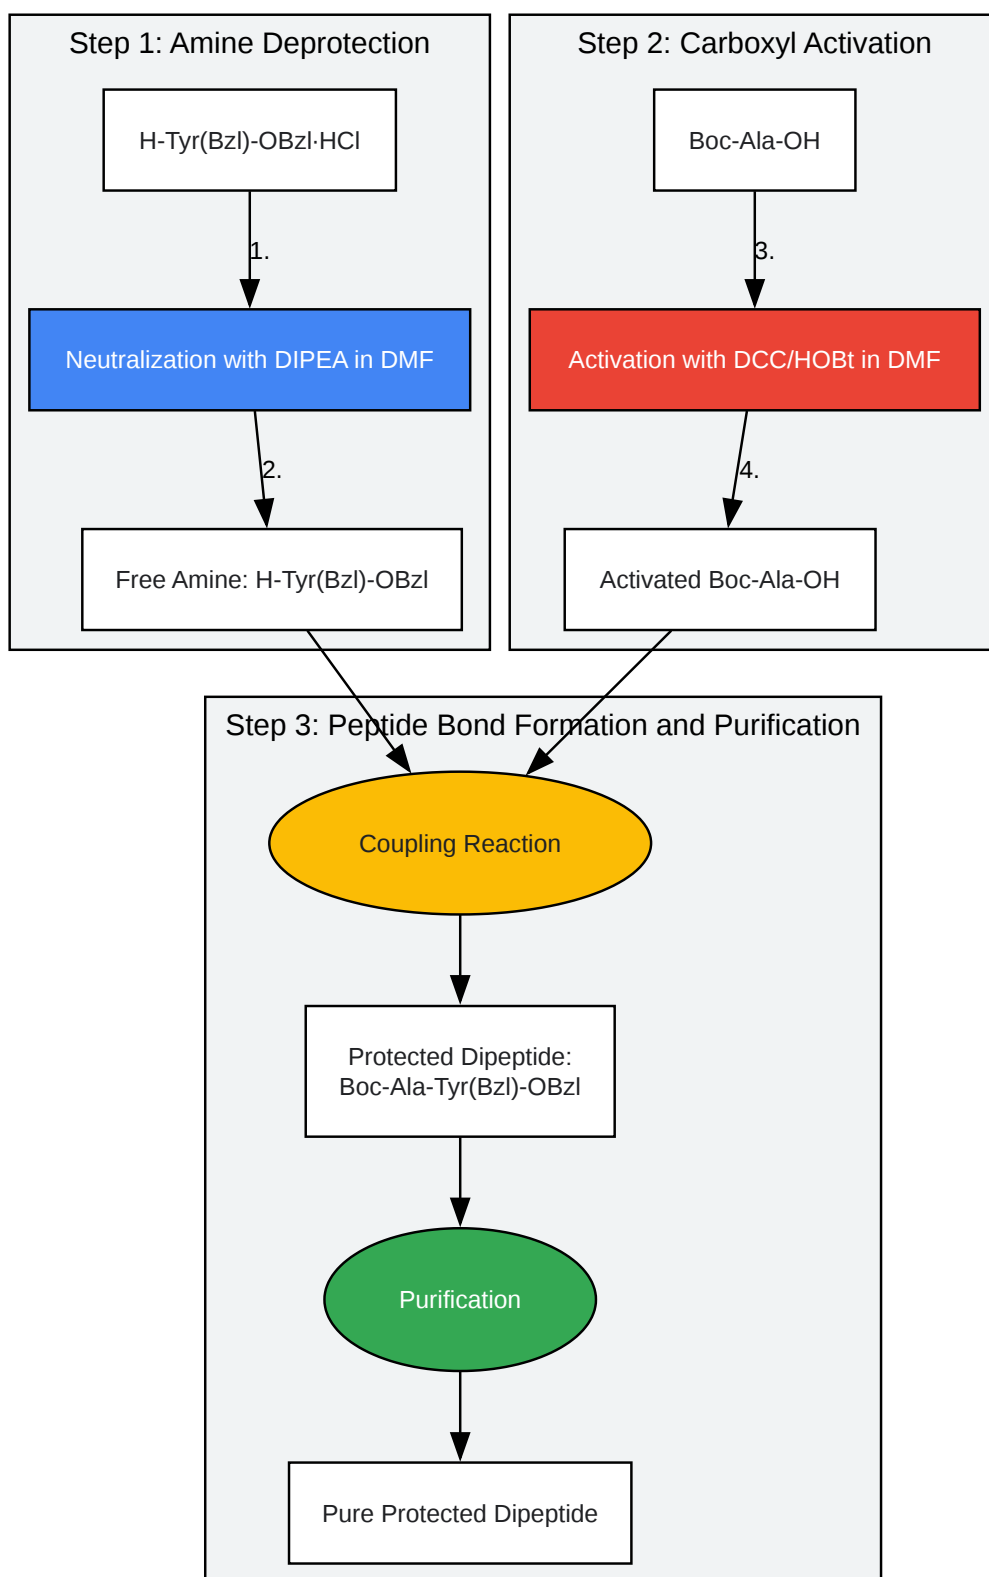 Step 1: Amine Deprotection
H-Tyr(Bzl)-OBzl·HCl
1.
Neutralization with DIPEA in DMF
2.
Free Amine: H-Tyr(Bzl)-OBzl
Step 2: Carboxyl Activation
Boc-Ala-OH
3.
Activation with DCC/HOBt in DMF
4.
Activated Boc-Ala-OH
Step 3: Peptide Bond Formation and Purification
Coupling Reaction
Protected Dipeptide:
Boc-Ala-Tyr(Bzl)-OBzl
Purification
Pure Protected Dipeptide